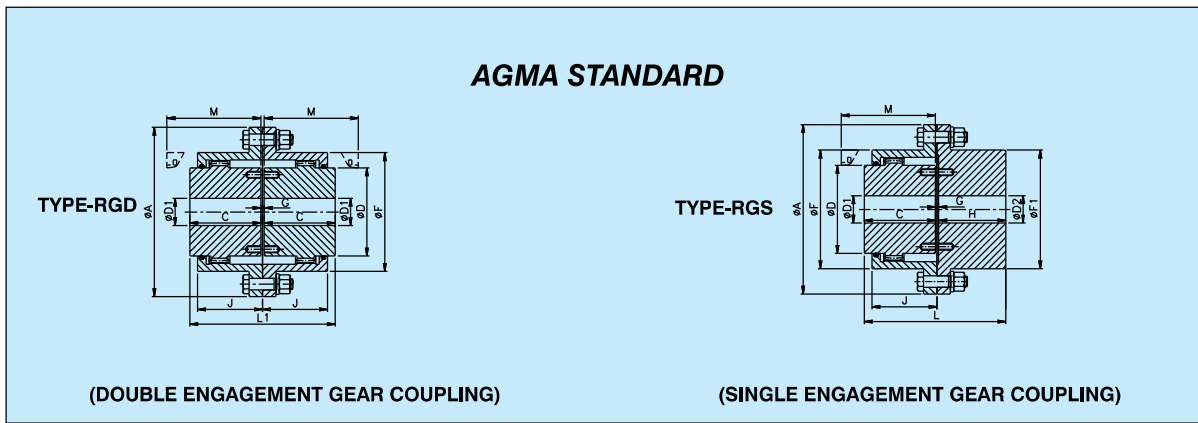 AGMA STANDARD
M M
M
TYPE-RGD
TYPE-RGS
øA
øD1
C
G
C
øD1
øD
øF
J J
L1
øA
øF
øD
øD1
C
G
H
øD2
øF1
J
L
(DOUBLE ENGAGEMENT GEAR COUPLING)
(SINGLE ENGAGEMENT GEAR COUPLING)